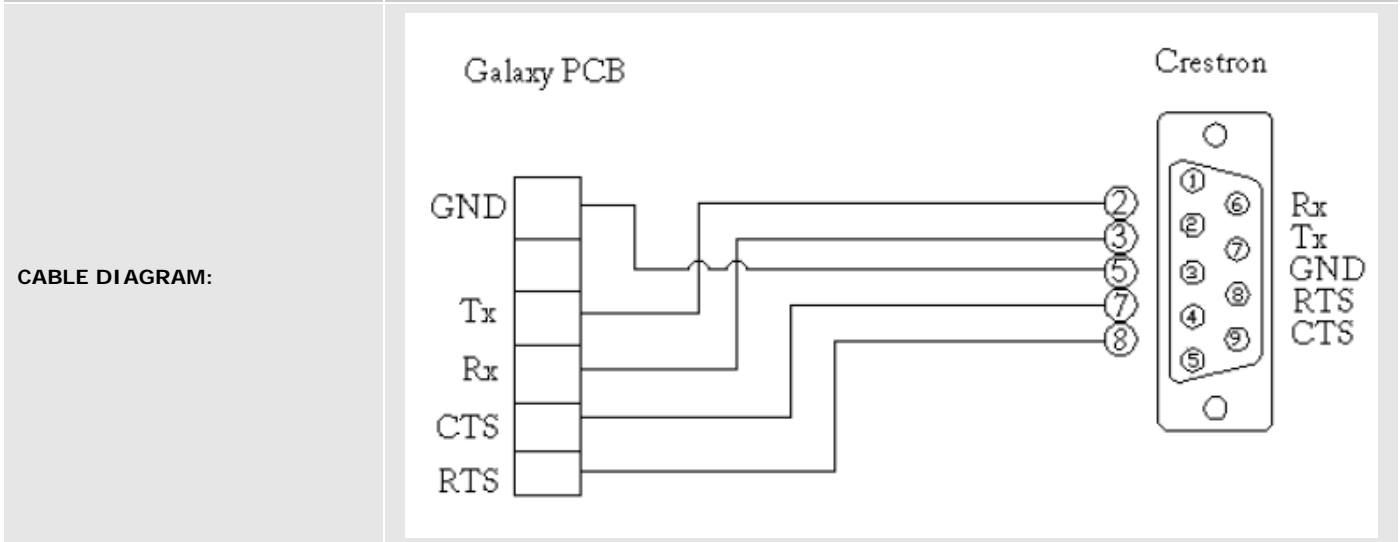 CABLE DIAGRAM:
Galaxy PCB
GND
Tx
Rx
CTS
RTS
2
3
5
7
8
Crestron
1
6
2
7
3
8
4
9
5
Rx
Tx
GND
RTS
CTS